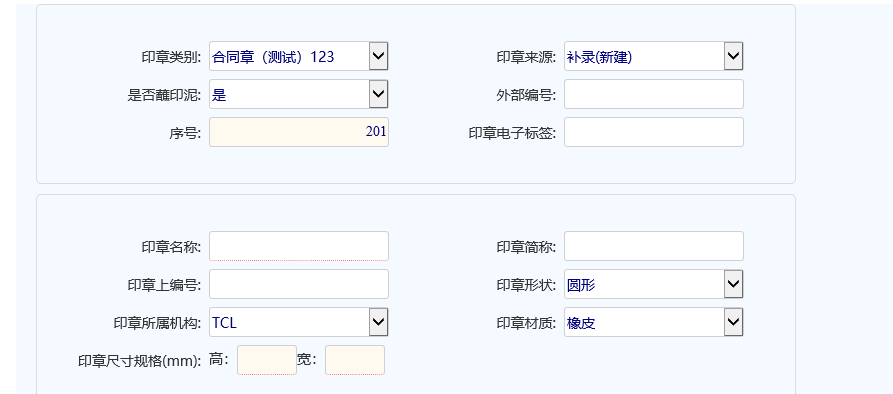 印章类别: 合同章（测试）123 印章来源: 补录(新建)
是否蘸印泥: 是 外部编号:
序号: 201 印章电子标签:
印章名称: 印章简称:
印章上编号: 印章形状: 圆形
印章所属机构: TCL 印章材质: 橡皮
印章尺寸规格(mm): 高： 宽：